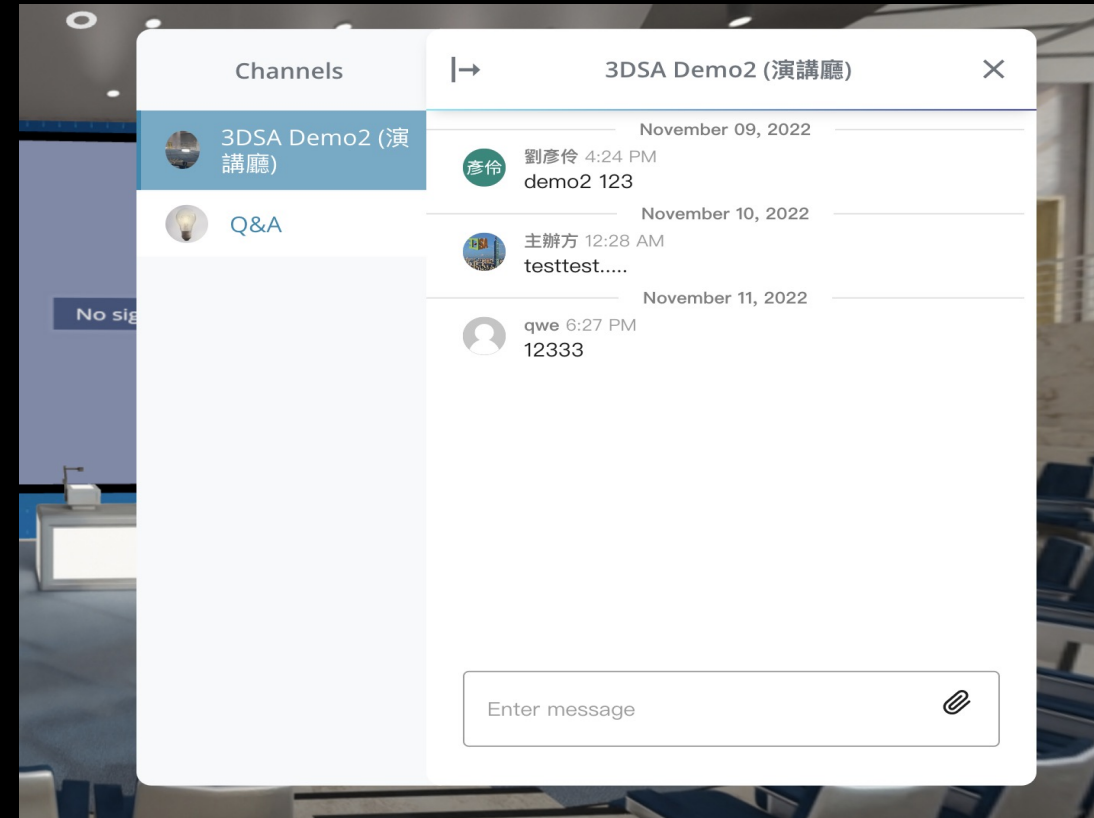 Channels
3DSA Demo2 (演講廳)
3DSA Demo2 (演
講廳)
Q&A
No sig
November 09, 2022
彥伶
劉彥伶 4:24 PM
demo2 123
November 10, 2022
主辦方 12:28 AM
testtest.....
November 11, 2022
qwe 6:27 PM
12333
Enter message